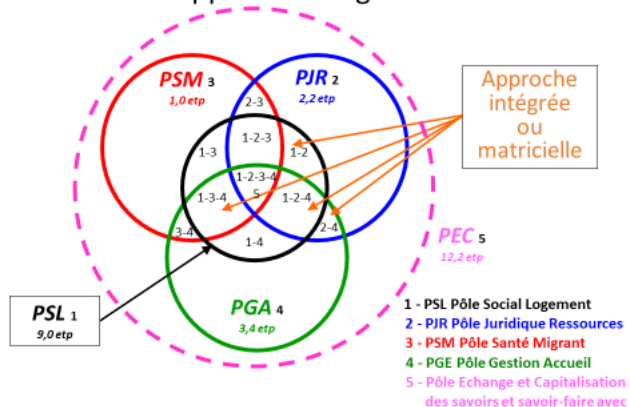 PSM 3
1,0 etp
PJR 2
2,2 etp
Approche
intégrée
ou
matricielle
2-3
1-2-3
1-3
1-2
1-2-3-4
5
1-3-4
1-2-4
3-4
2-4
1-4
PEC 5
12,2 etp
PSL 1
9,0 etp
PGA 4
3,4 etp
1 - PSL Pôle Social Logement
2 - PJR Pôle Juridique Ressources
3 - PSM Pôle Santé Migrant
4 - PGE Pôle Gestion Accueil
5 - Pôle Echange et Capitalisation
des savoirs et savoir-faire avec